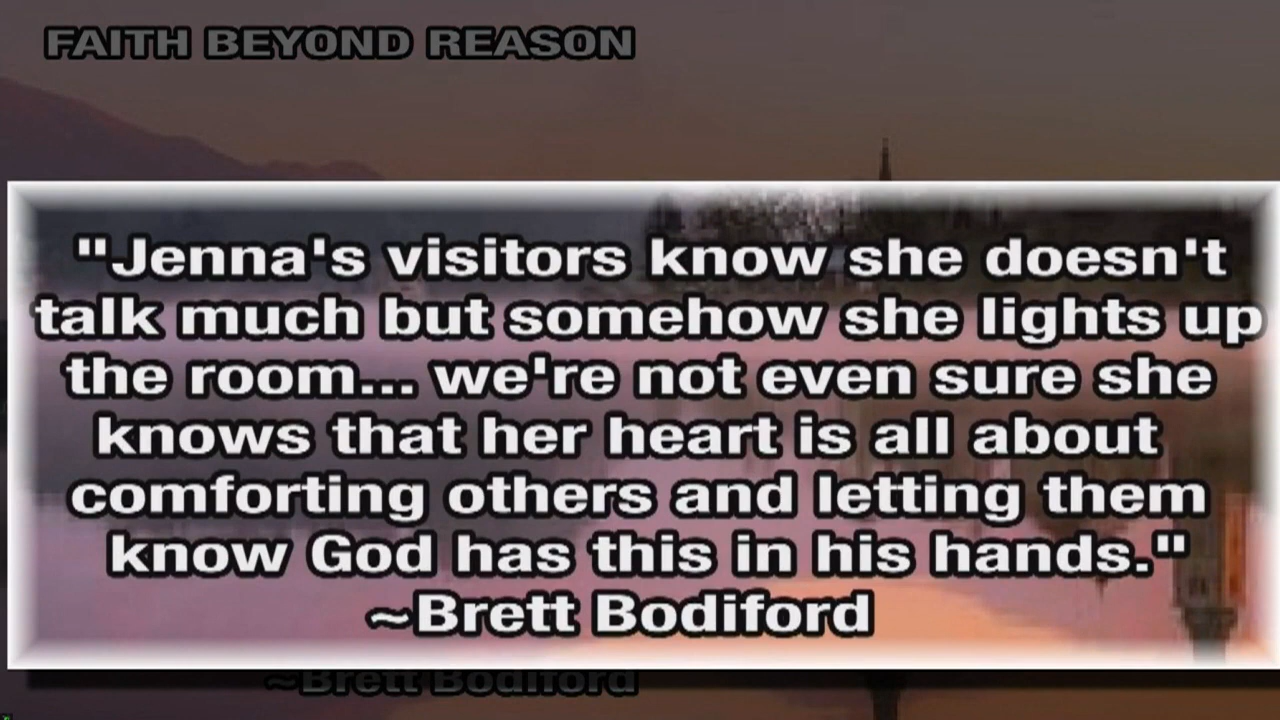 FAITH BEYOND REASON
"Jenna's visitors know she doesn't
talk much but somehow she lights up
the room... we're not even sure she
knows that her heart is all about
comforting others and letting them
know God has this in his hands."
~Brett Bodiford
~Brett Bodiford